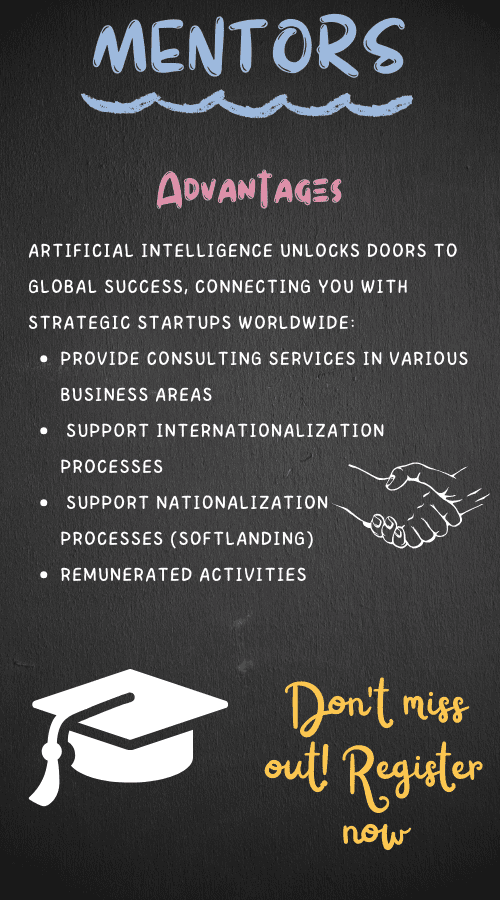 MENTORS
ADVANTAGES
ARTIFICIAL INTELLIGENCE UNLOCKS DOORS TO
GLOBAL SUCCESS, CONNECTING YOU WITH
STRATEGIC STARTUPS WORLDWIDE:
• PROVIDE CONSULTING SERVICES IN VARIOUS
BUSINESS AREAS
• SUPPORT INTERNATIONALIZATION
PROCESSES
• SUPPORT NATIONALIZATION
PROCESSES (SOFTLANDING)
• REMUNERATED ACTIVITIES
Don't miss
out! Register
now